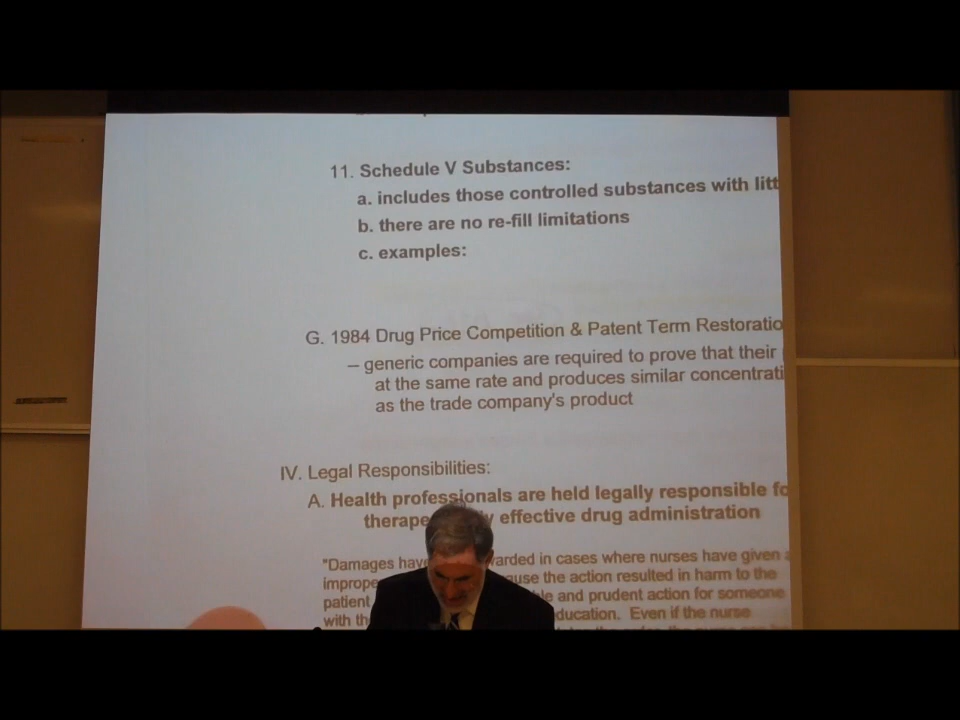 11. Schedule V Substances:
a. includes those controlled substances with litt
b. there are no re-fill limitations
c. examples:
G. 1984 Drug Price Competition & Patent Term Restoratio
– generic companies are required to prove that their
at the same rate and produces similar concentrati
as the trade company's product
IV. Legal Responsibilities:
A. Health professionals are held legally responsible fo
therape effective drug administration
"Damages hav warded in cases where nurses have given
imprope ause the action resulted in harm to the
patient le and prudent action for someone
with th ducation. Even if the nurse